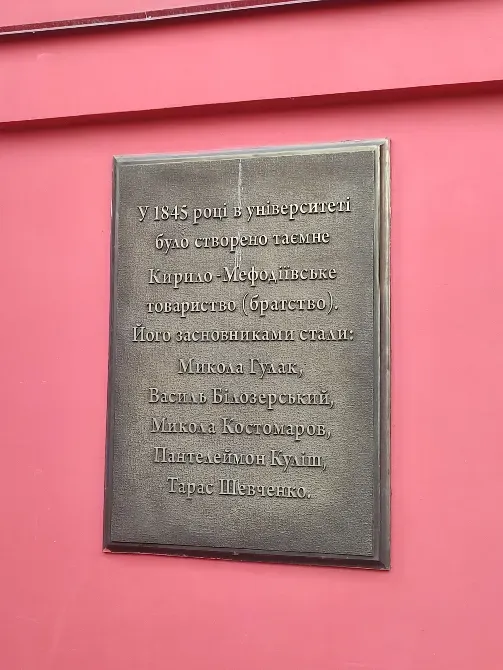 У 1845 році в університеті
було створено таємне
Кирило-Мефодіївське
товариство (братство).
Його засновниками стали:
Микола Гулак,
Василь Білозерський,
Микола Костомаров,
Пантелеймон Куліш,
Тарас Шевченко.